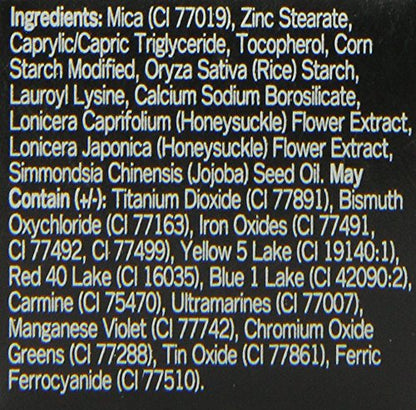 Ingredients: Mica (CI 77019), Zinc Stearate,
Caprylic/Capric Triglyceride, Tocopherol, Corn
Starch Modified, Oryza Sativa (Rice) Starch,
Lauroyl Lysine, Calcium Sodium Borosilicate,
Lonicera Caprifolium (Honeysuckle) Flower Extract,
Lonicera Japonica (Honeysuckle) Flower Extract,
Simmondsia Chinensis (Jojoba) Seed Oil. May
Contain (+/-): Titanium Dioxide (CI 77891), Bismuth
Oxychloride (CI 77163), Iron Oxides (CI 77491,
CI 77492, CI 77499), Yellow 5 Lake (CI 19140:1),
Red 40 Lake (CI 16035), Blue 1 Lake (CI 42090:2),
Carmine (CI 75470), Ultramarines (CI 77007),
Manganese Violet (CI 77742), Chromium Oxide
Greens (CI 77288), Tin Oxide (CI 77861), Ferric
Ferrocyanide (CI 77510).